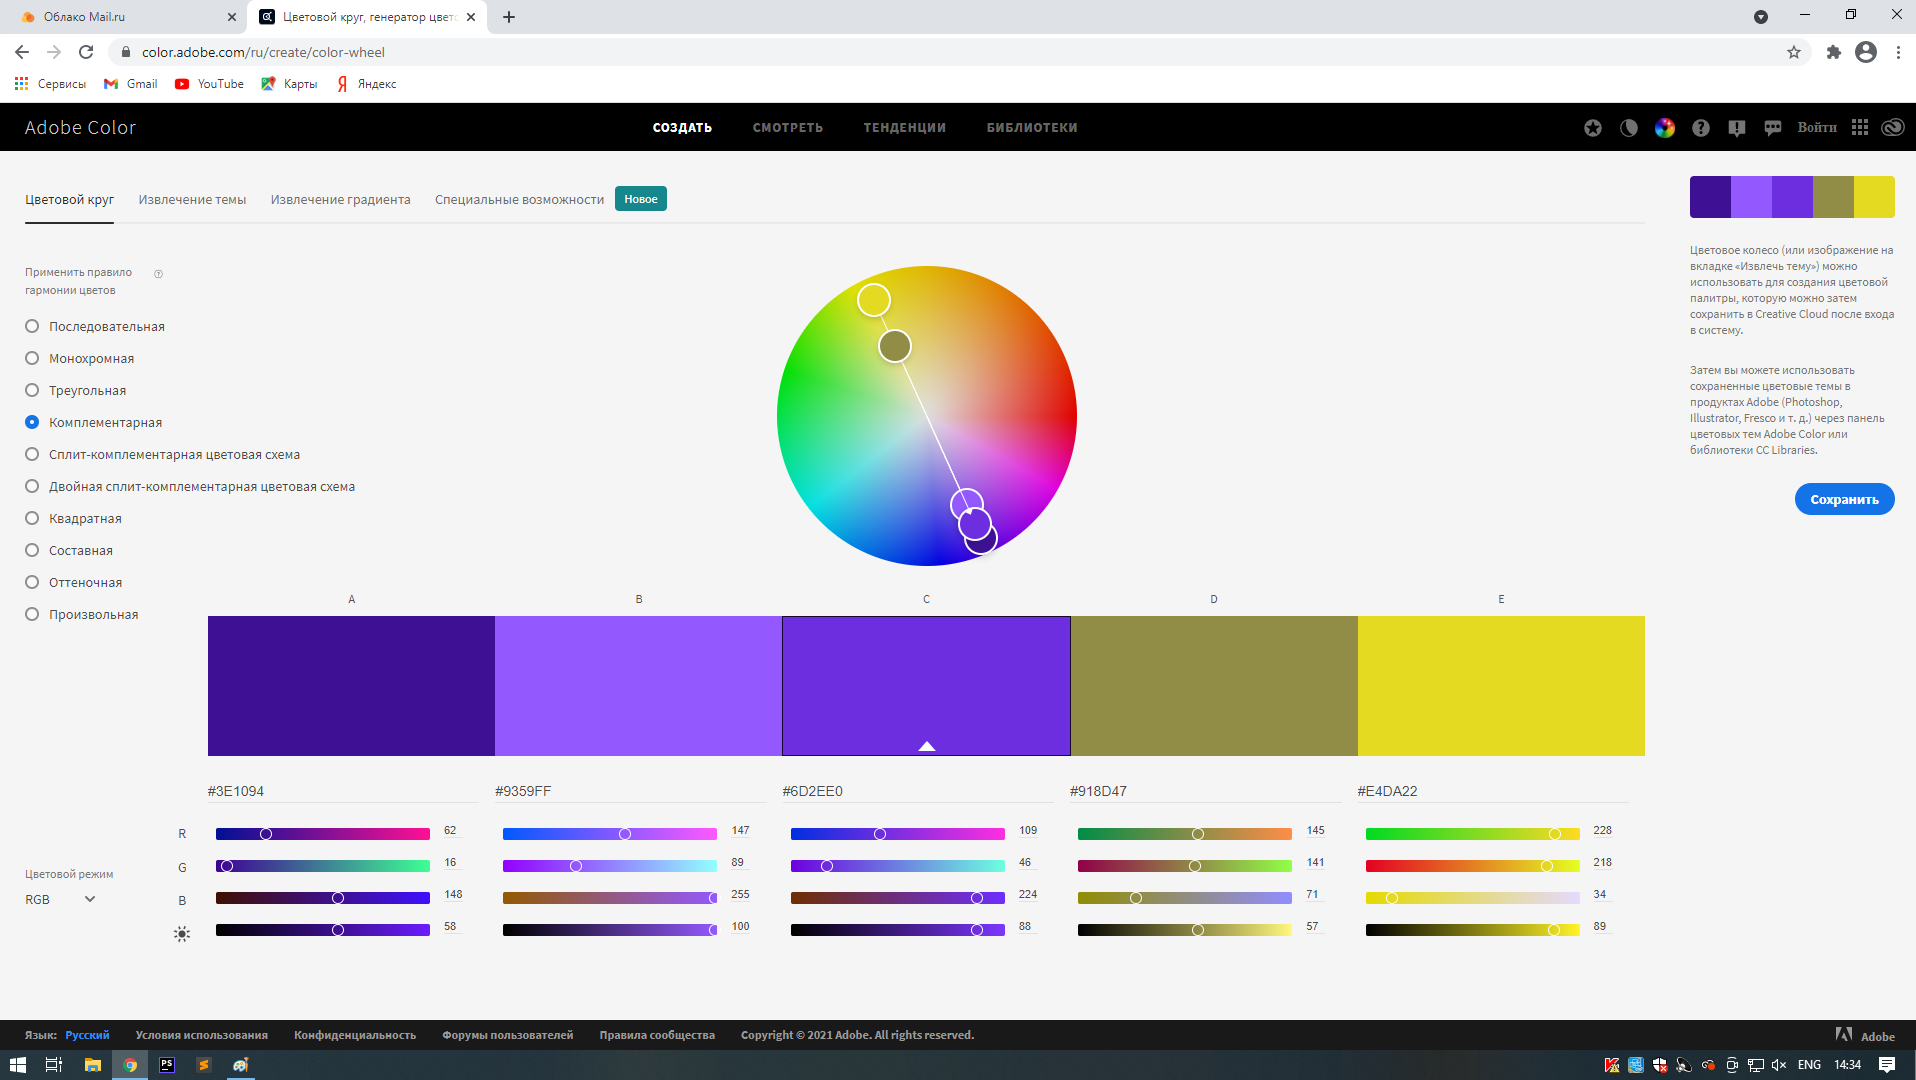 Облако Mail.ru
Цветовой круг, генератор цвето
color.adobe.com/ru/create/color-wheel
Сервисы Gmail YouTube Карты Яндекс
Adobe Color
СОЗДАТЬ СМОТРЕТЬ ТЕНДЕНЦИИ БИБЛИОТЕКИ
Войти
Цветовой круг Извлечение темы Извлечение градиента Специальные возможности Новое
Применить правило
гармонии цветов
Последовательная
Монохромная
Треугольная
Комплементарная
Сплит-комплементарная цветовая схема
Двойная сплит-комплементарная цветовая схема
Квадратная
Составная
Оттеночная
Произвольная
Цветовое колесо (или изображение на
вкладке «Извлечь тему») можно
использовать для создания цветовой
палитры, которую можно затем
сохранить в Creative Cloud после входа
в систему.
Затем вы можете использовать
сохраненные цветовые темы в
продуктах Adobe (Photoshop,
Illustrator, Fresco и т. д.) через панель
цветовых тем Adobe Color или
библиотеки CC Libraries.
Сохранить
A B C D E
#3E1094 #9359FF #6D2EE0 #918D47 #E4DA22
R 62 147 109 145 228
G 16 89 46 141 218
B 148 255 224 71 34
58 100 88 57 89
Цветовой режим
RGB
Язык: Русский Условия использования Конфиденциальность Форумы пользователей Правила сообщества Copyright © 2021 Adobe. All rights reserved.
Adobe
PS
ENG 14:34